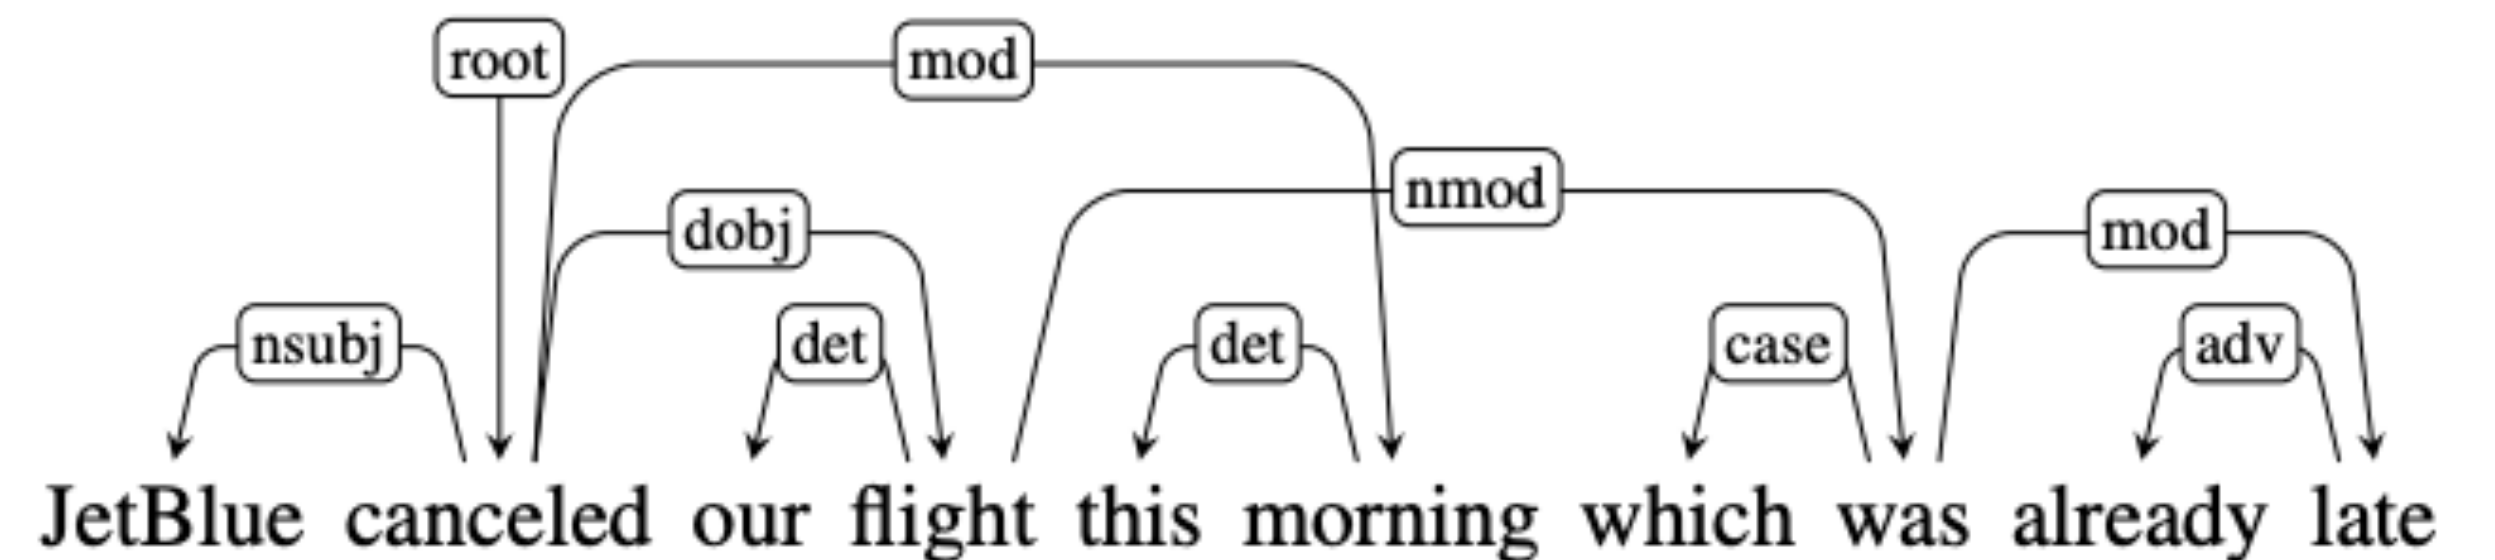 root mod
nmod
dobj mod
nsubj det det case adv
JetBlue canceled our flight this morning which was already late